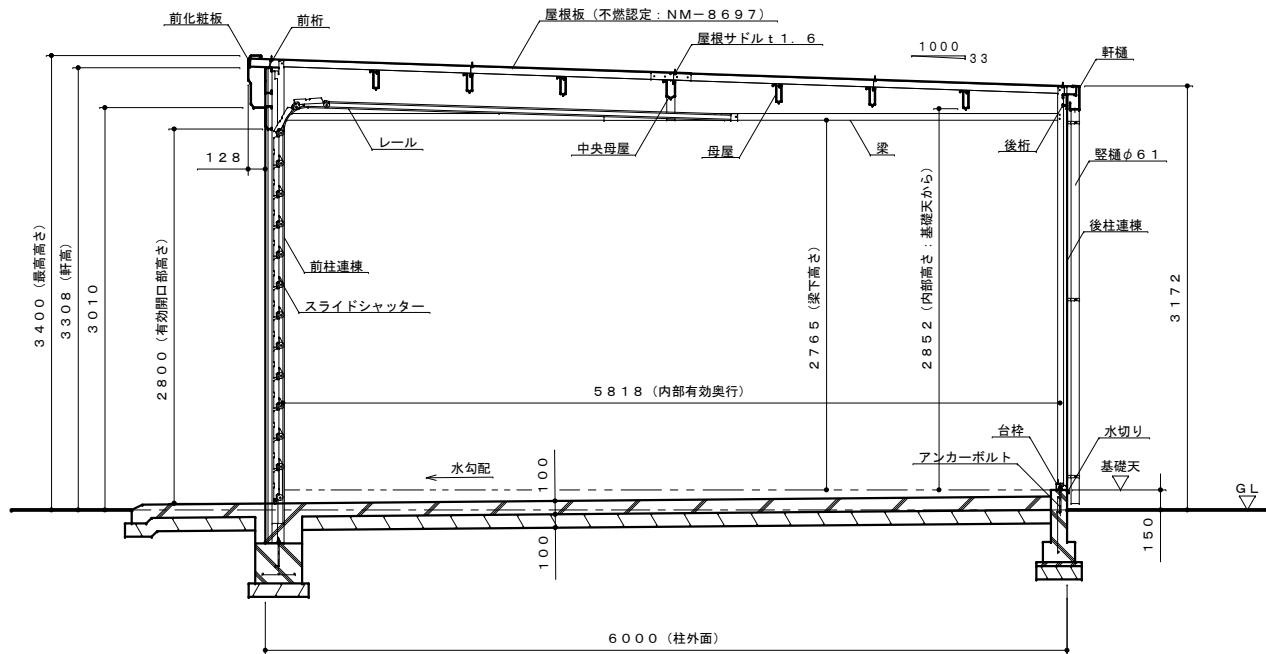 屋根板（不燃認定：ＮＭ－８６９７）
前化粧板
前桁
屋根サドルｔ１．６
１０００
３３
軒樋
レール
中央母屋
母屋
梁
後桁
１２８
竪樋φ６１
後柱連棟
前柱連棟
スライドシャッター
３４００（最高高さ）
３３０８（軒高）
３０１０
２８００（有効開口部高さ）
２７６５（梁下高さ）
２８５２（内部高さ：基礎天から）
３１７２
５８１８（内部有効奥行）
台枠
水切り
アンカーボルト
基礎天
水勾配
１００
１００
ＧＬ
１５０
６０００（柱外面）